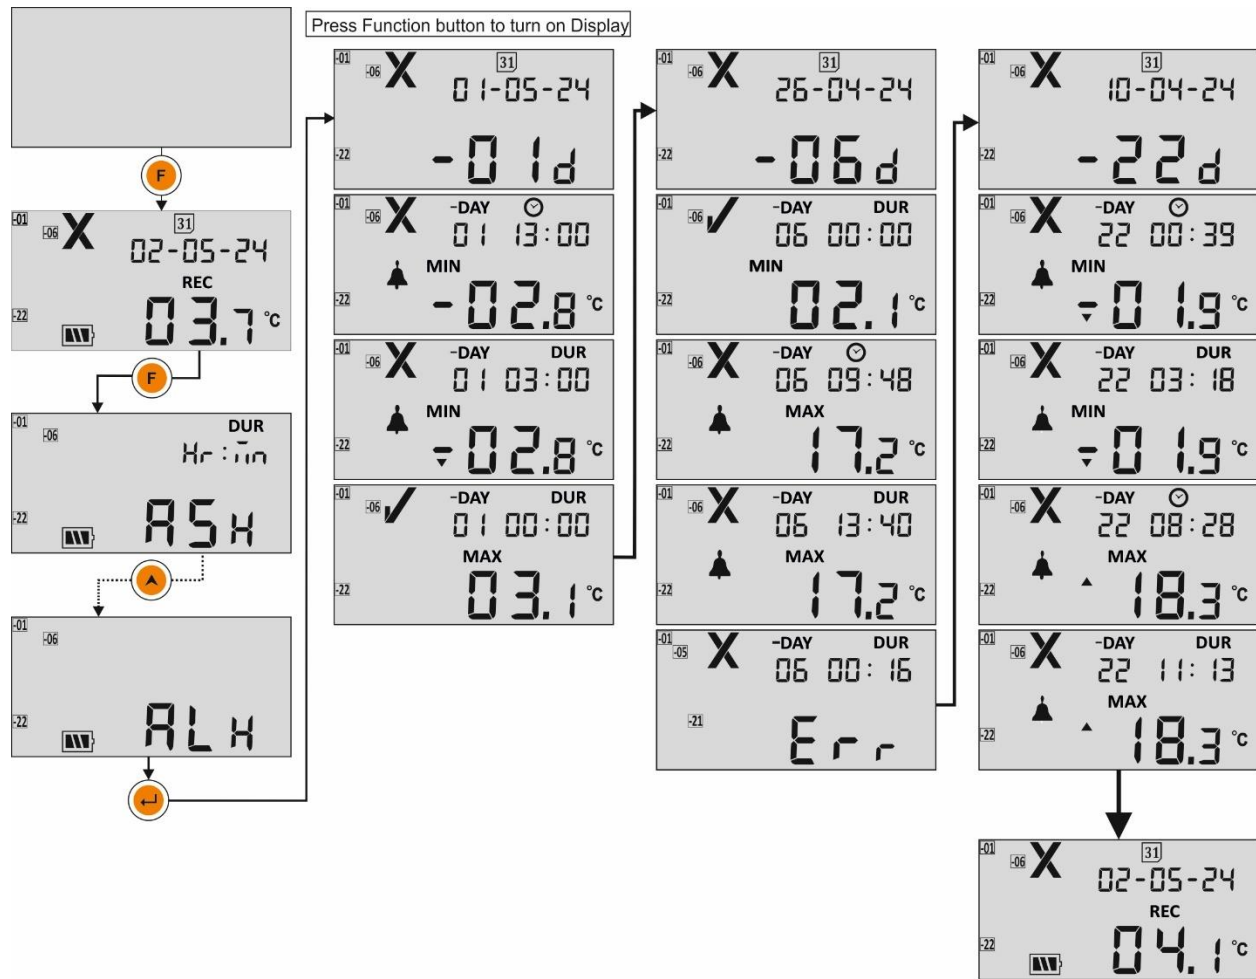 Press Function button to turn on Display
F
-01
-06 X 31
02-05-24
REC
-22
03.7 °C
F
-01
-06
DUR
Hr:Mn
-22
ASH
-01
-06
-22
ALH
-01
-06 X 31
01-05-24
-22
-01d
-01
-06 X -DAY
01 13:00
MIN
-22
-02.8 °C
-01
-06 X -DAY DUR
01 03:00
MIN
-22
-02.8 °C
-01
-06 -DAY DUR
01 00:00
MAX
-22
03.1 °C
-01
-06 X 31
26-04-24
-22
-06d
-01
-06 -DAY DUR
06 00:00
MIN
-22
02.1 °C
-01
-06 X -DAY
06 09:48
MAX
-22
17.2 °C
-01
-06 X -DAY DUR
06 13:40
MAX
-22
17.2 °C
-01
-05 X -DAY DUR
06 00:16
-21
Err
-01
-06 X 31
10-04-24
-22
-22d
-01
-06 X -DAY
22 00:39
MIN
-22
-01.9 °C
-01
-06 X -DAY DUR
22 03:18
MIN
-22
-01.9 °C
-01
-06 X -DAY
22 08:28
MAX
-22
18.3 °C
-01
-06 X -DAY DUR
22 11:13
MAX
-22
18.3 °C
-01
-06 X 31
02-05-24
REC
-22
04.1 °C